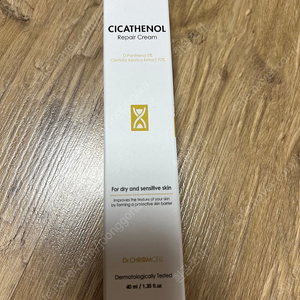 CICATHENOL
Repair Cream
For dry and sensitive skin
Improves the texture of your skin
by forming a protective skin barrier
Dermatologically Tested
40 ml / 1.35 fl.oz